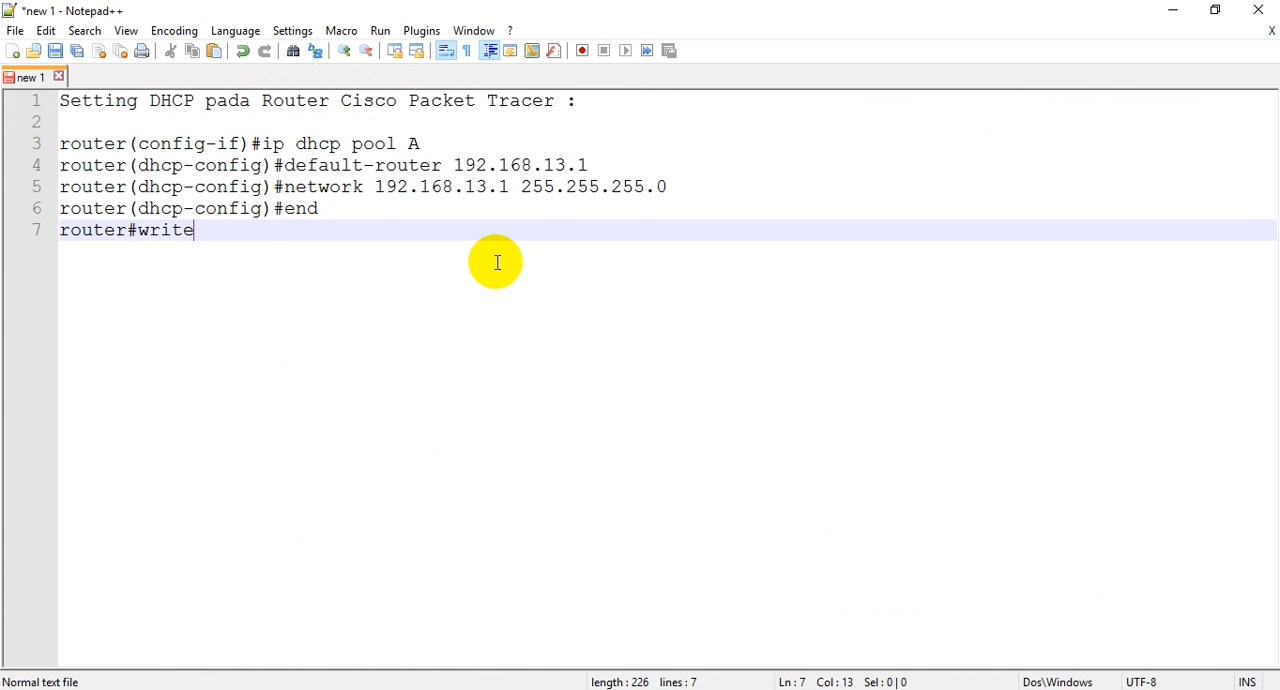 *new 1 - Notepad++
File Edit Search View Encoding Language Settings Macro Run Plugins Window ? X
new 1
1 Setting DHCP pada Router Cisco Packet Tracer :
2
3 router(config-if)#ip dhcp pool A
4 router(dhcp-config)#default-router 192.168.13.1
5 router(dhcp-config)#network 192.168.13.1 255.255.255.0
6 router(dhcp-config)#end
7 router#write
Normal text file length : 226 lines : 7 Ln : 7 Col : 13 Sel : 0 | 0 Dos\Windows UTF-8 INS